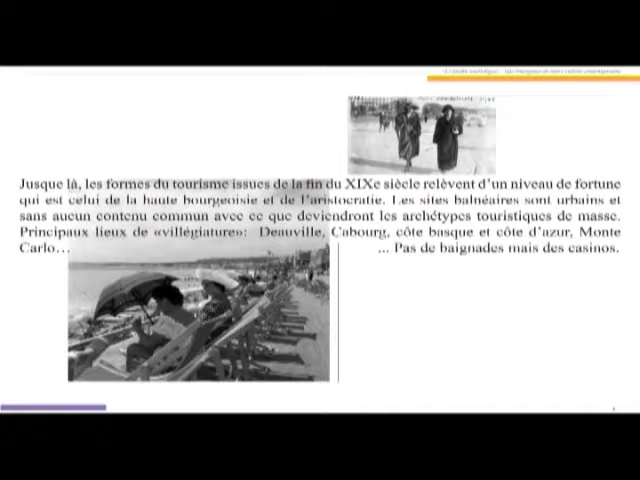 Jusque là, les formes du tourisme issues de la fin du XIXe siècle relèvent d'un niveau de fortune
qui est celui de la haute bourgeoisie et de l'aristocratie. Les sites balnéaires sont urbains et
sans aucun contenu commun avec ce que deviendront les archétypes touristiques de masse.
Principaux lieux de «villégiature»: Deauville, Cabourg, côte basque et côte d'azur, Monte
Carlo… ... Pas de baignades mais des casinos.